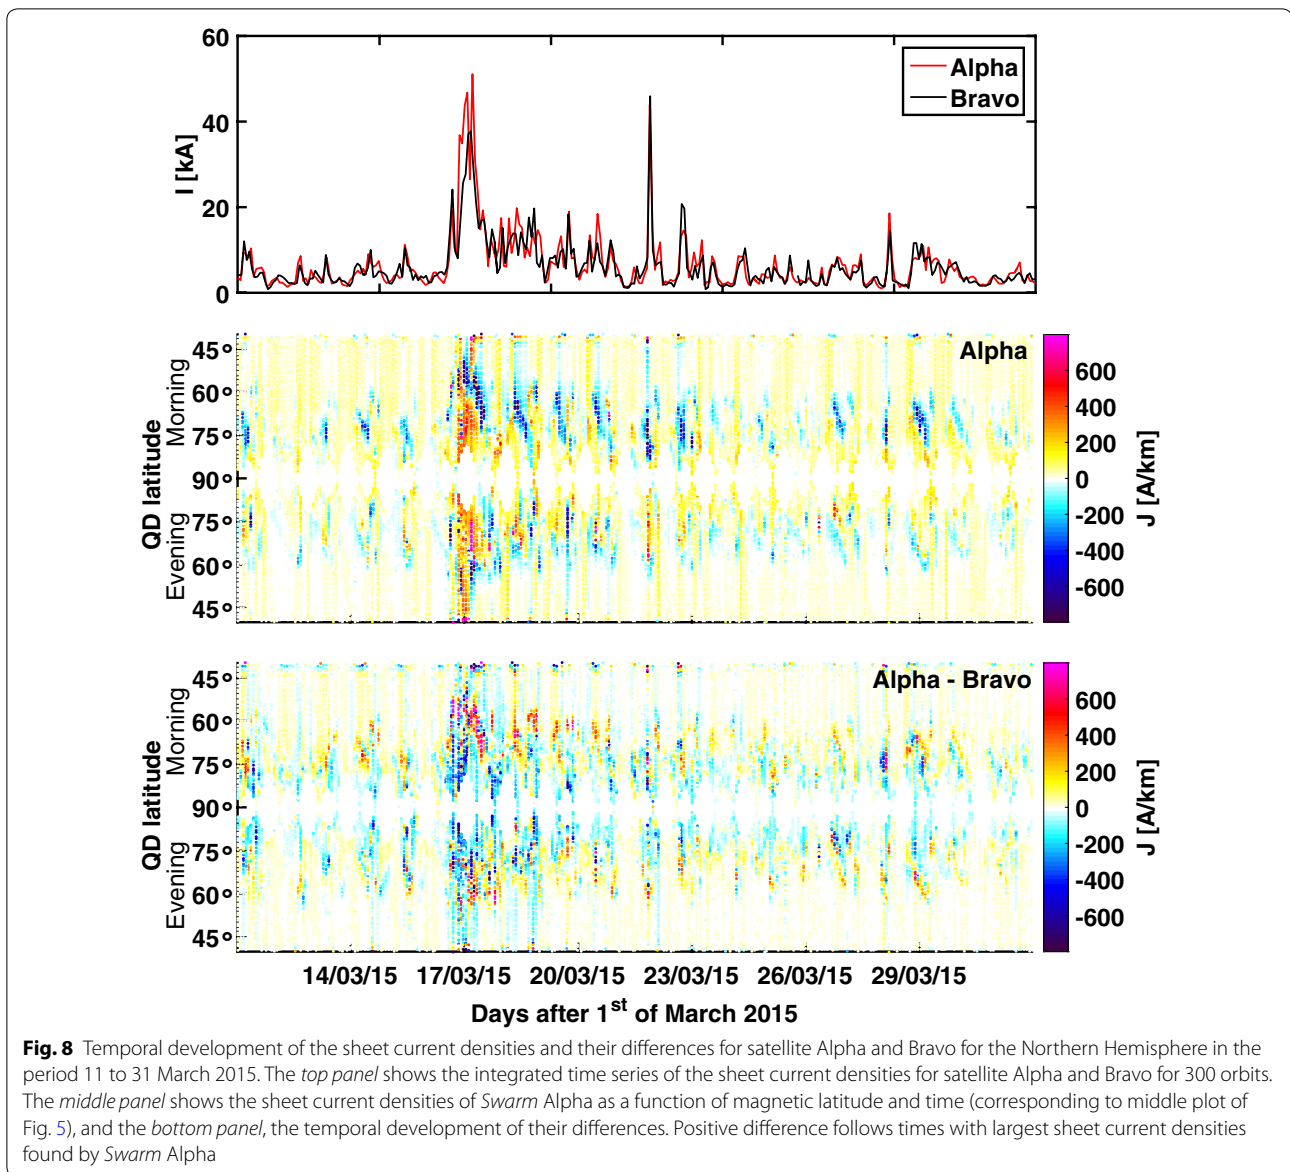 60
40
20
0
I [kA]
Alpha
Bravo
45°
60°
75°
90°
75°
60°
45°
Morning
Evening
QD latitude
Alpha
600
400
200
0
-200
-400
-600
J [A/km]
45°
60°
75°
90°
75°
60°
45°
Morning
Evening
QD latitude
Alpha - Bravo
600
400
200
0
-200
-400
-600
J [A/km]
14/03/15 17/03/15 20/03/15 23/03/15 26/03/15 29/03/15
Days after 1st of March 2015
Fig. 8 Temporal development of the sheet current densities and their differences for satellite Alpha and Bravo for the Northern Hemisphere in the
period 11 to 31 March 2015. The top panel shows the integrated time series of the sheet current densities for satellite Alpha and Bravo for 300 orbits.
The middle panel shows the sheet current densities of Swarm Alpha as a function of magnetic latitude and time (corresponding to middle plot of
Fig. 5), and the bottom panel, the temporal development of their differences. Positive difference follows times with largest sheet current densities
found by Swarm Alpha